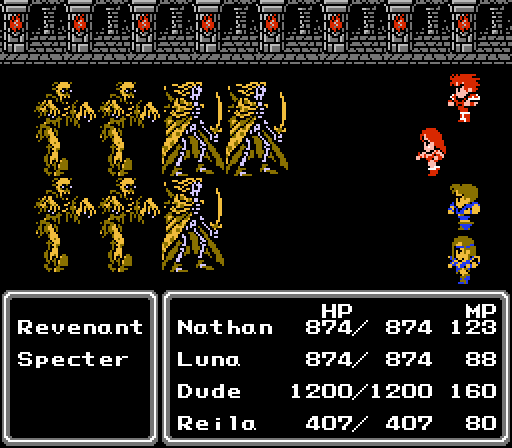 HP MP
Revenant Nathan 874/ 874 123
Specter Luna 874/ 874 88
Dude 1200/1200 160
Reila 407/ 407 80